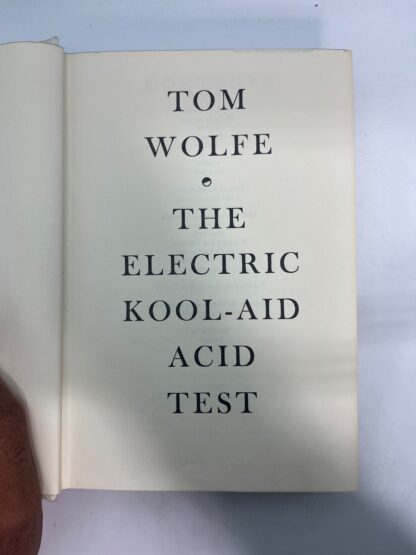 TOM
WOLFE
THE
ELECTRIC
KOOL-AID
ACID
TEST